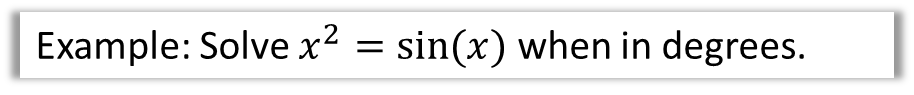 Example: Solve x² = sin(x) when in degrees.